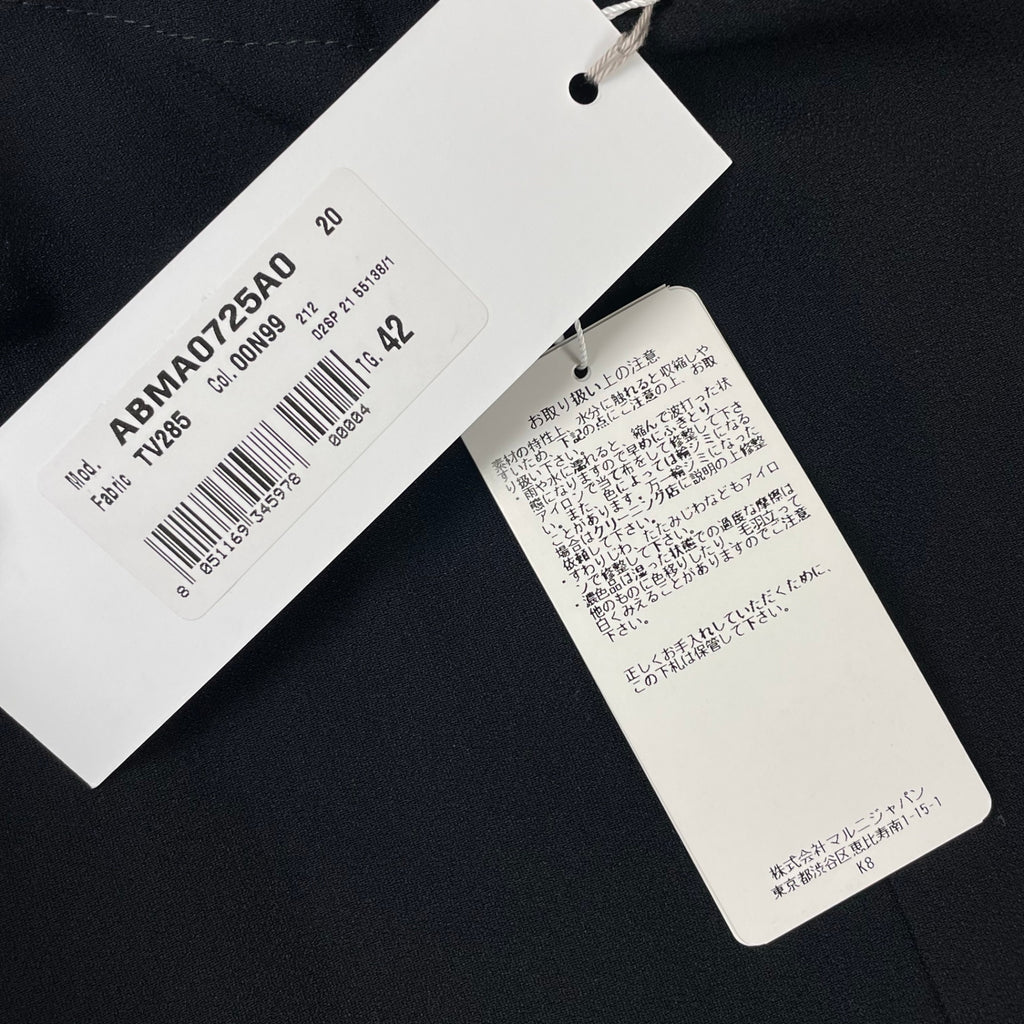 Mod. ABMA0725A0 20
Fabric TV285 Col. 00N99 212
D26P 21 55138/1
TG. 42
00004
8 051169 345978
お取り扱い上の注意
素材の特性上、水分に触れると収縮しや
すいため、下記の点にご注意の上、お取
り扱い下さい。
・雨や水に濡れると、縮んで波打った状
態になりますので早めにふきとり、下
アイロンで当て布をして修整して下さ
い。また、色によっては輪ジミになる
ことがあります。万一輪ジミになった
場合はクリーニング店に説明の上修整
依頼して下さい。
・すわりじわ、たたみじわなどもアイロ
ンで修整して下さい。
・濃色品は湿った状態での過度な摩擦は
他のものに色移りしたり、毛羽立って
白くみえることがありますのでご注意
下さい。
正しくお手入れしていただくために、
この下札は保管して下さい。
株式会社マルニジャパン
東京都渋谷区恵比寿南1-15-1
K8